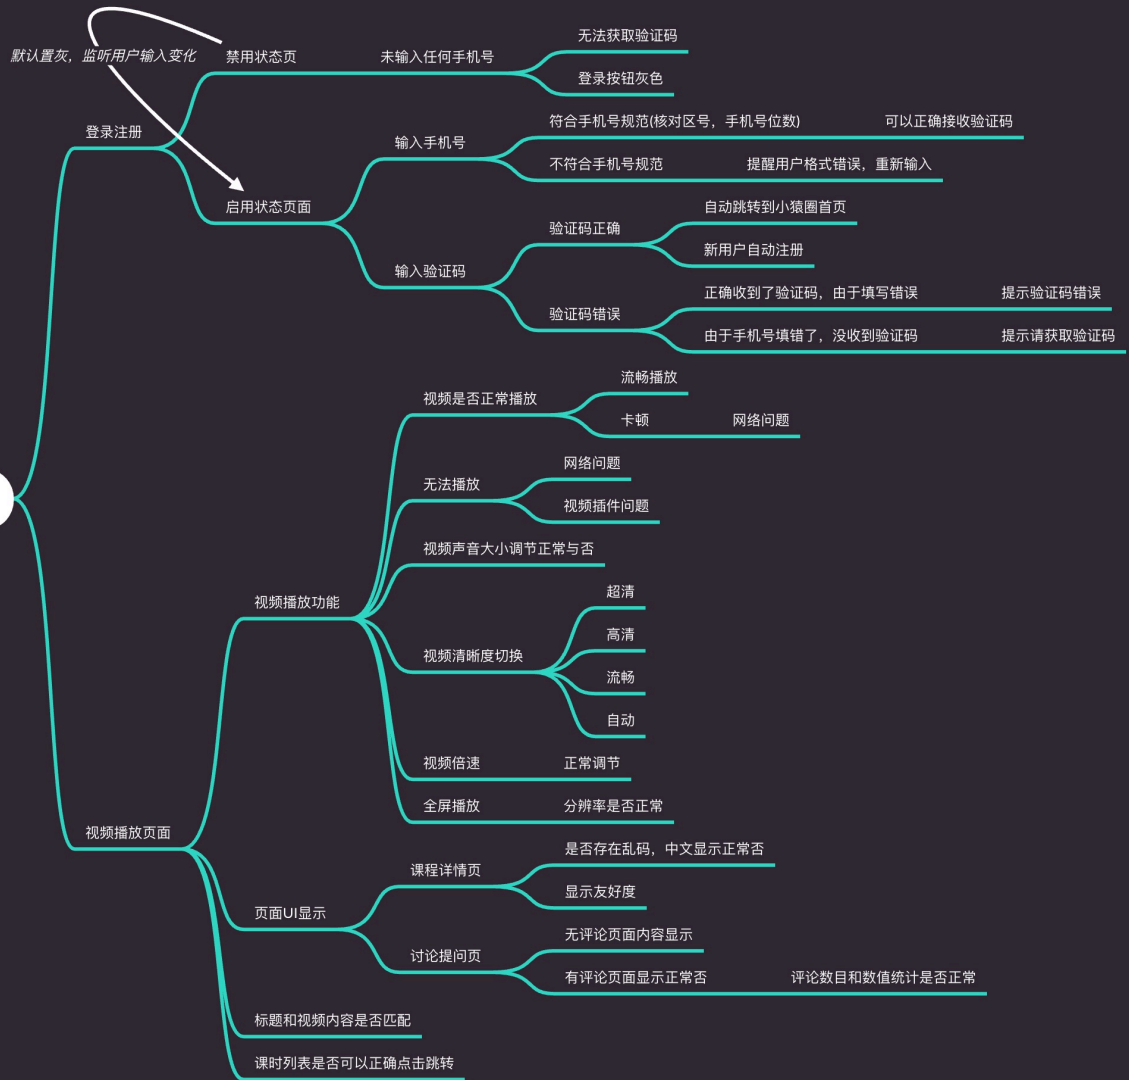 无法获取验证码
默认置灰，监听用户输入变化
禁用状态页
未输入任何手机号
登录按钮灰色
登录注册
符合手机号规范(核对区号，手机号位数)
可以正确接收验证码
输入手机号
不符合手机号规范
提醒用户格式错误，重新输入
启用状态页面
自动跳转到小猿圈首页
验证码正确
新用户自动注册
输入验证码
正确收到了验证码，由于填写错误
提示验证码错误
验证码错误
由于手机号填错了，没收到验证码
提示请获取验证码
流畅播放
视频是否正常播放
卡顿
网络问题
网络问题
无法播放
视频插件问题
视频声音大小调节正常与否
超清
视频播放功能
高清
视频清晰度切换
流畅
自动
视频倍速
正常调节
全屏播放
分辨率是否正常
视频播放页面
是否存在乱码，中文显示正常否
课程详情页
显示友好度
页面UI显示
无评论页面内容显示
讨论提问页
有评论页面显示正常否
评论数目和数值统计是否正常
标题和视频内容是否匹配
课时列表是否可以正确点击跳转